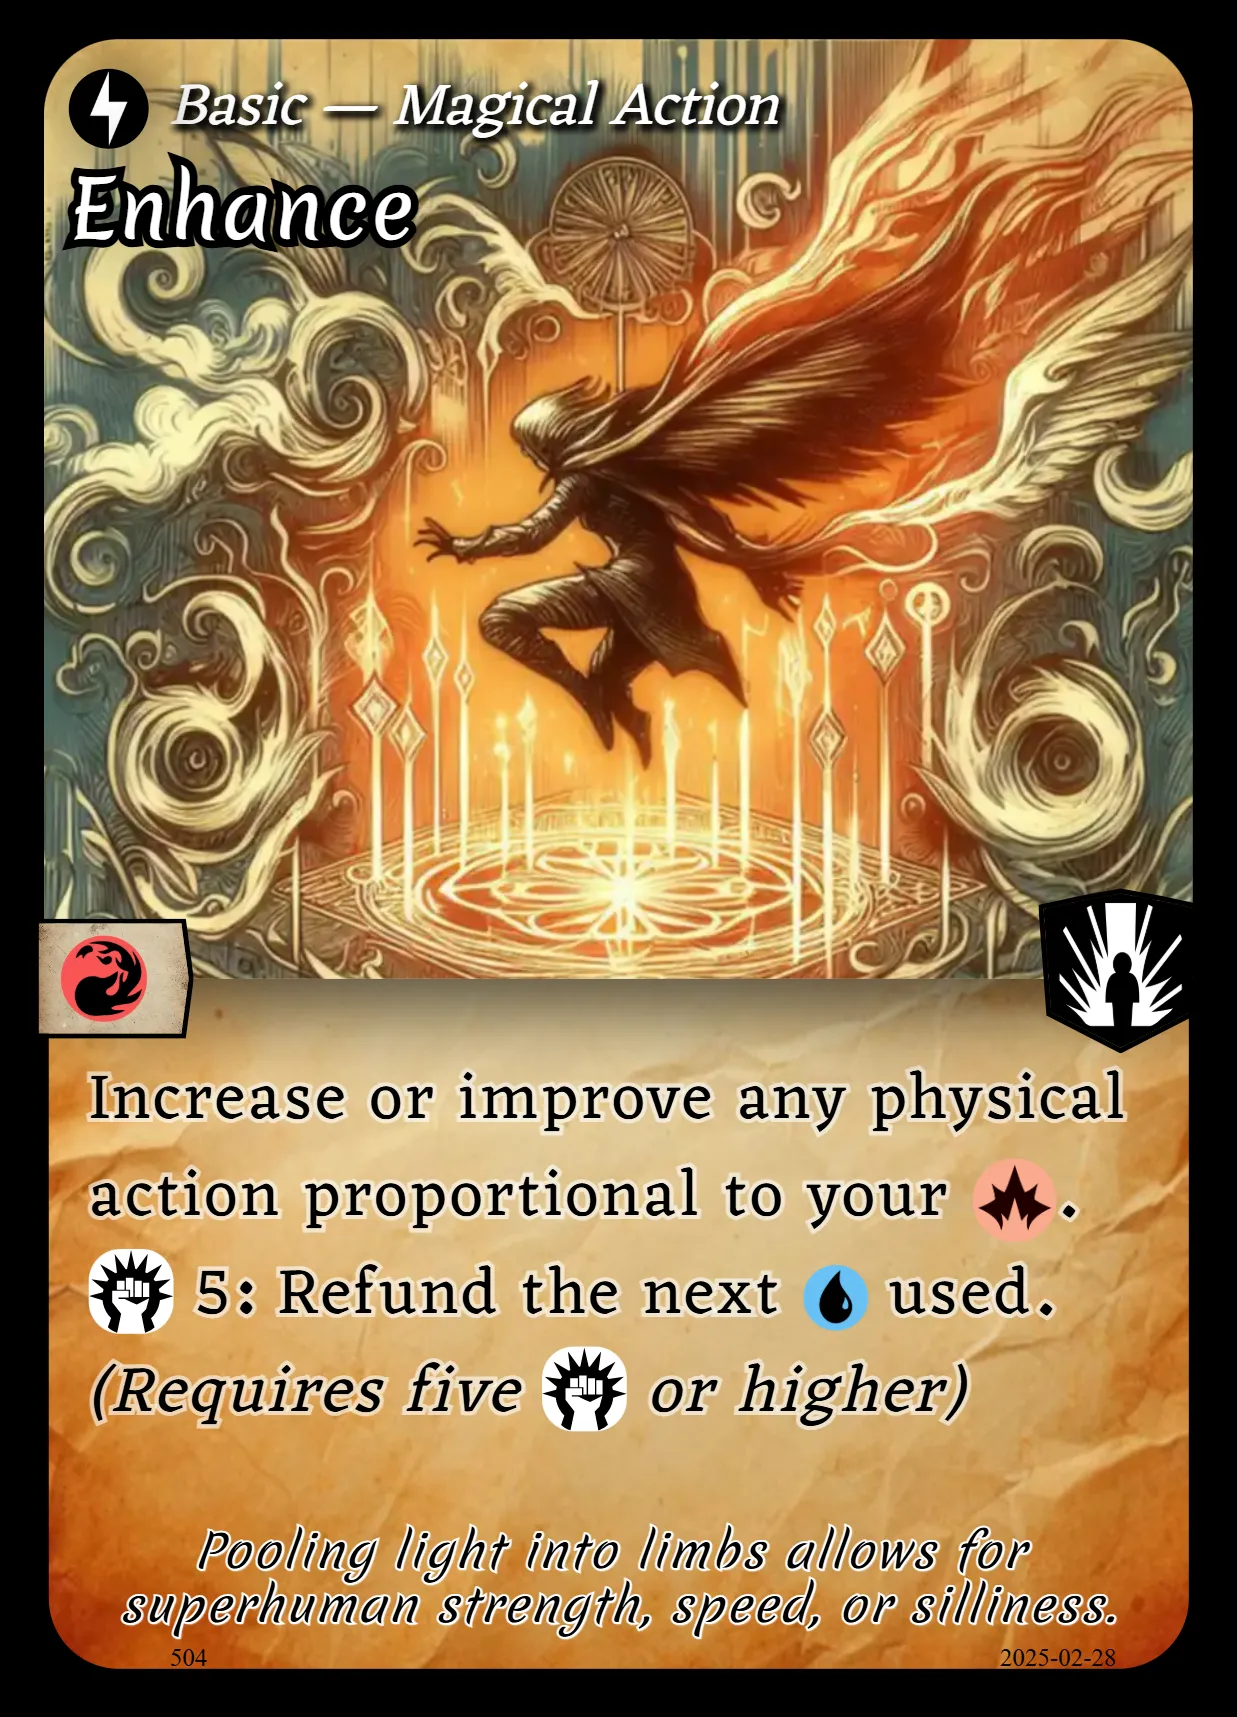 Basic — Magical Action
Enhance
Increase or improve any physical
action proportional to your .
5: Refund the next used.
(Requires five or higher)
Pooling light into limbs allows for
superhuman strength, speed, or silliness.
504
2025-02-28